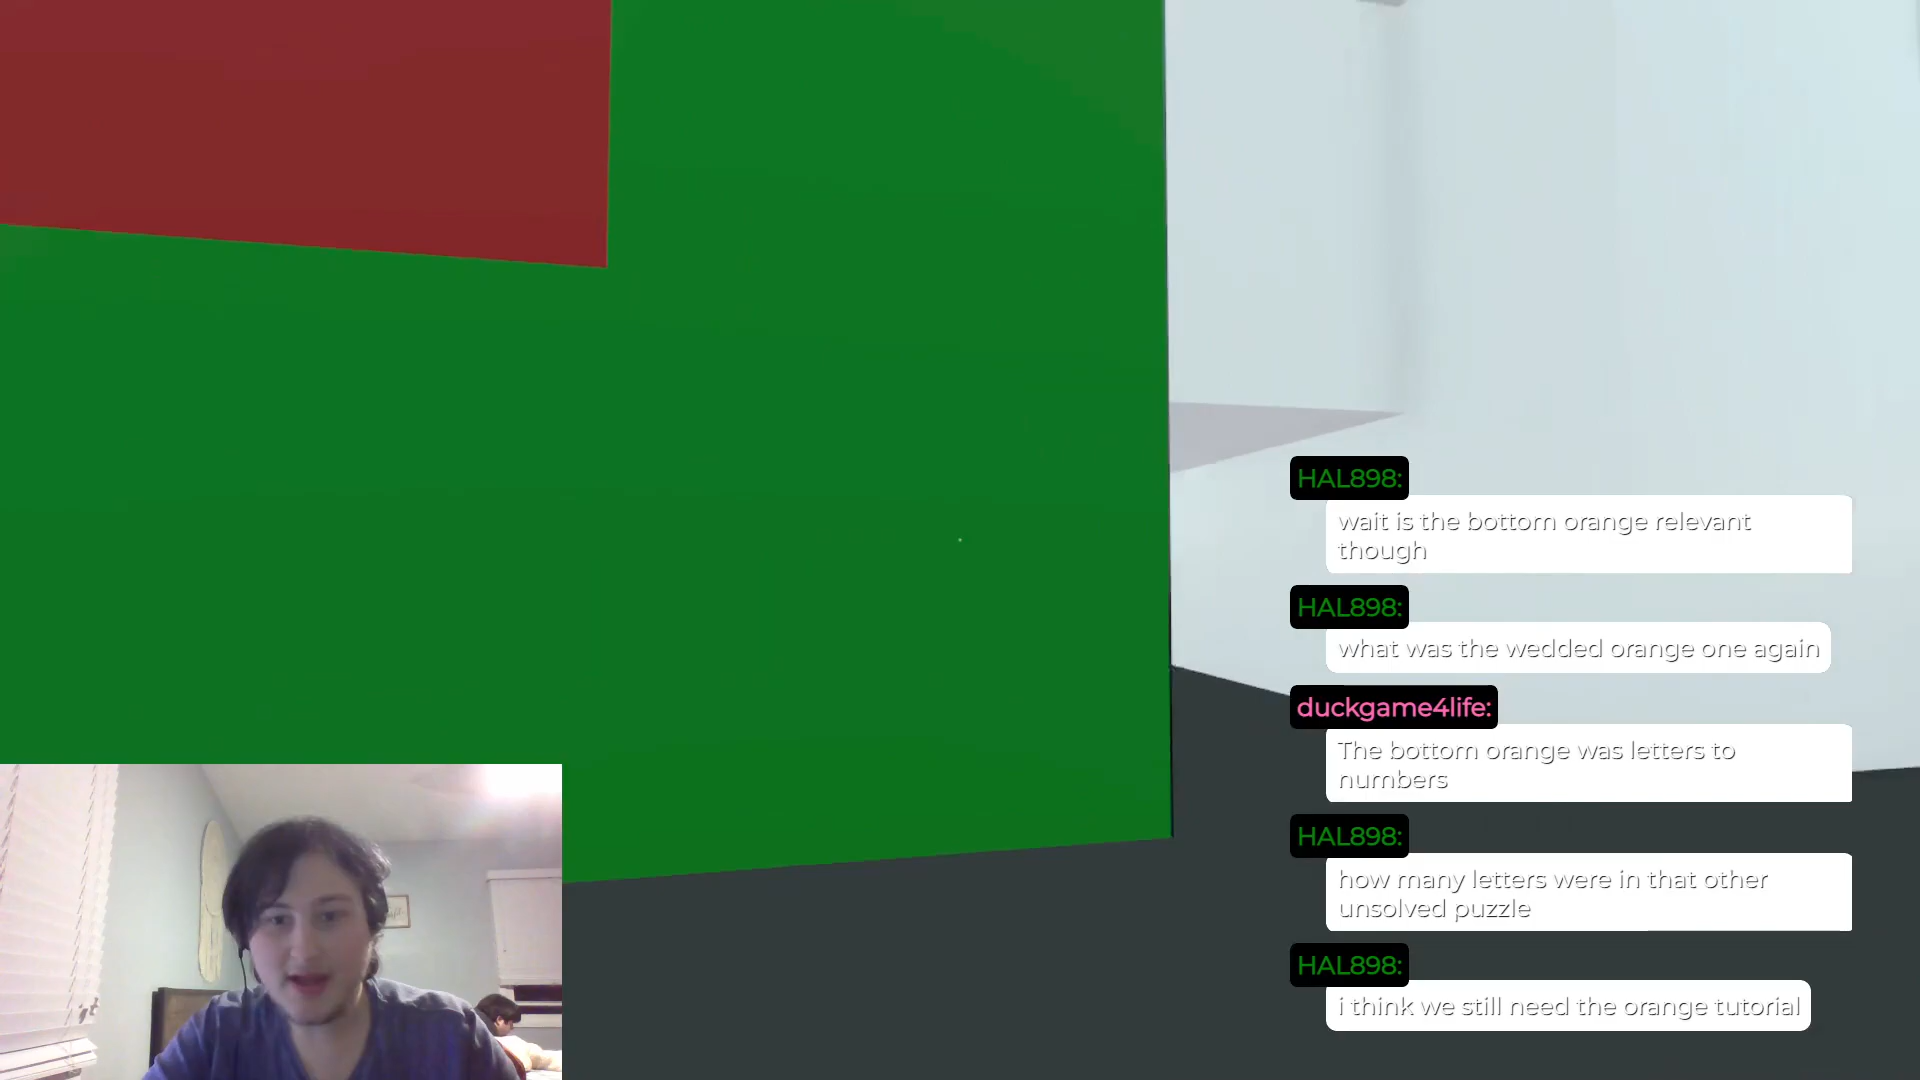 HAL898:
wait is the bottom orange relevant
though
HAL898:
what was the wedded orange one again
duckgame4life:
The bottom orange was letters to
numbers
HAL898:
how many letters were in that other
unsolved puzzle
HAL898:
i think we still need the orange tutorial